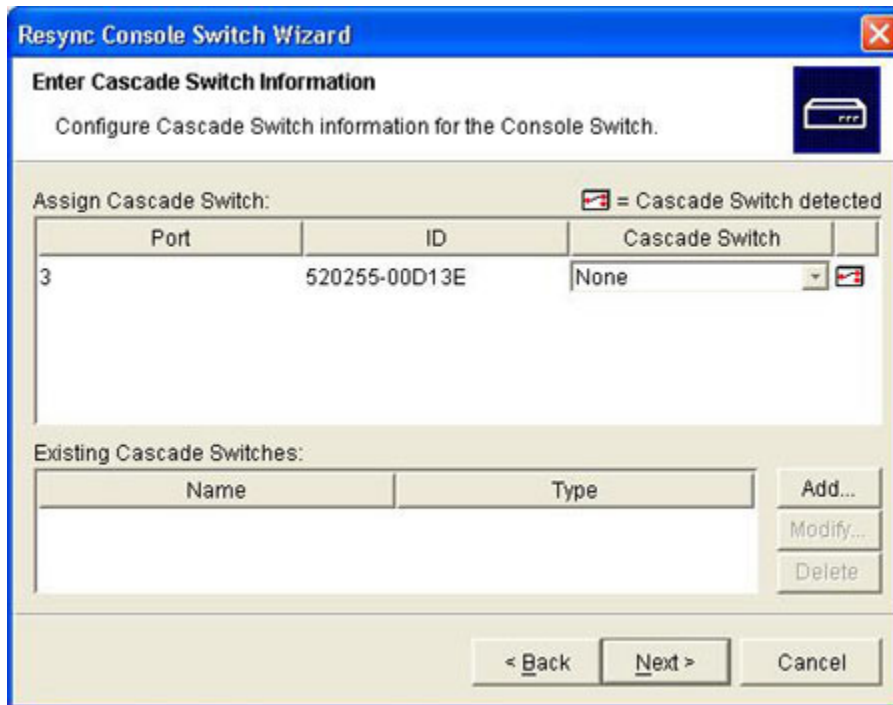 Resync Console Switch Wizard
Enter Cascade Switch Information
Configure Cascade Switch information for the Console Switch.
Assign Cascade Switch: = Cascade Switch detected
Port ID Cascade Switch
3 520255-00D13E None
Existing Cascade Switches:
Name Type Add...
Modify...
Delete
< Back Next > Cancel